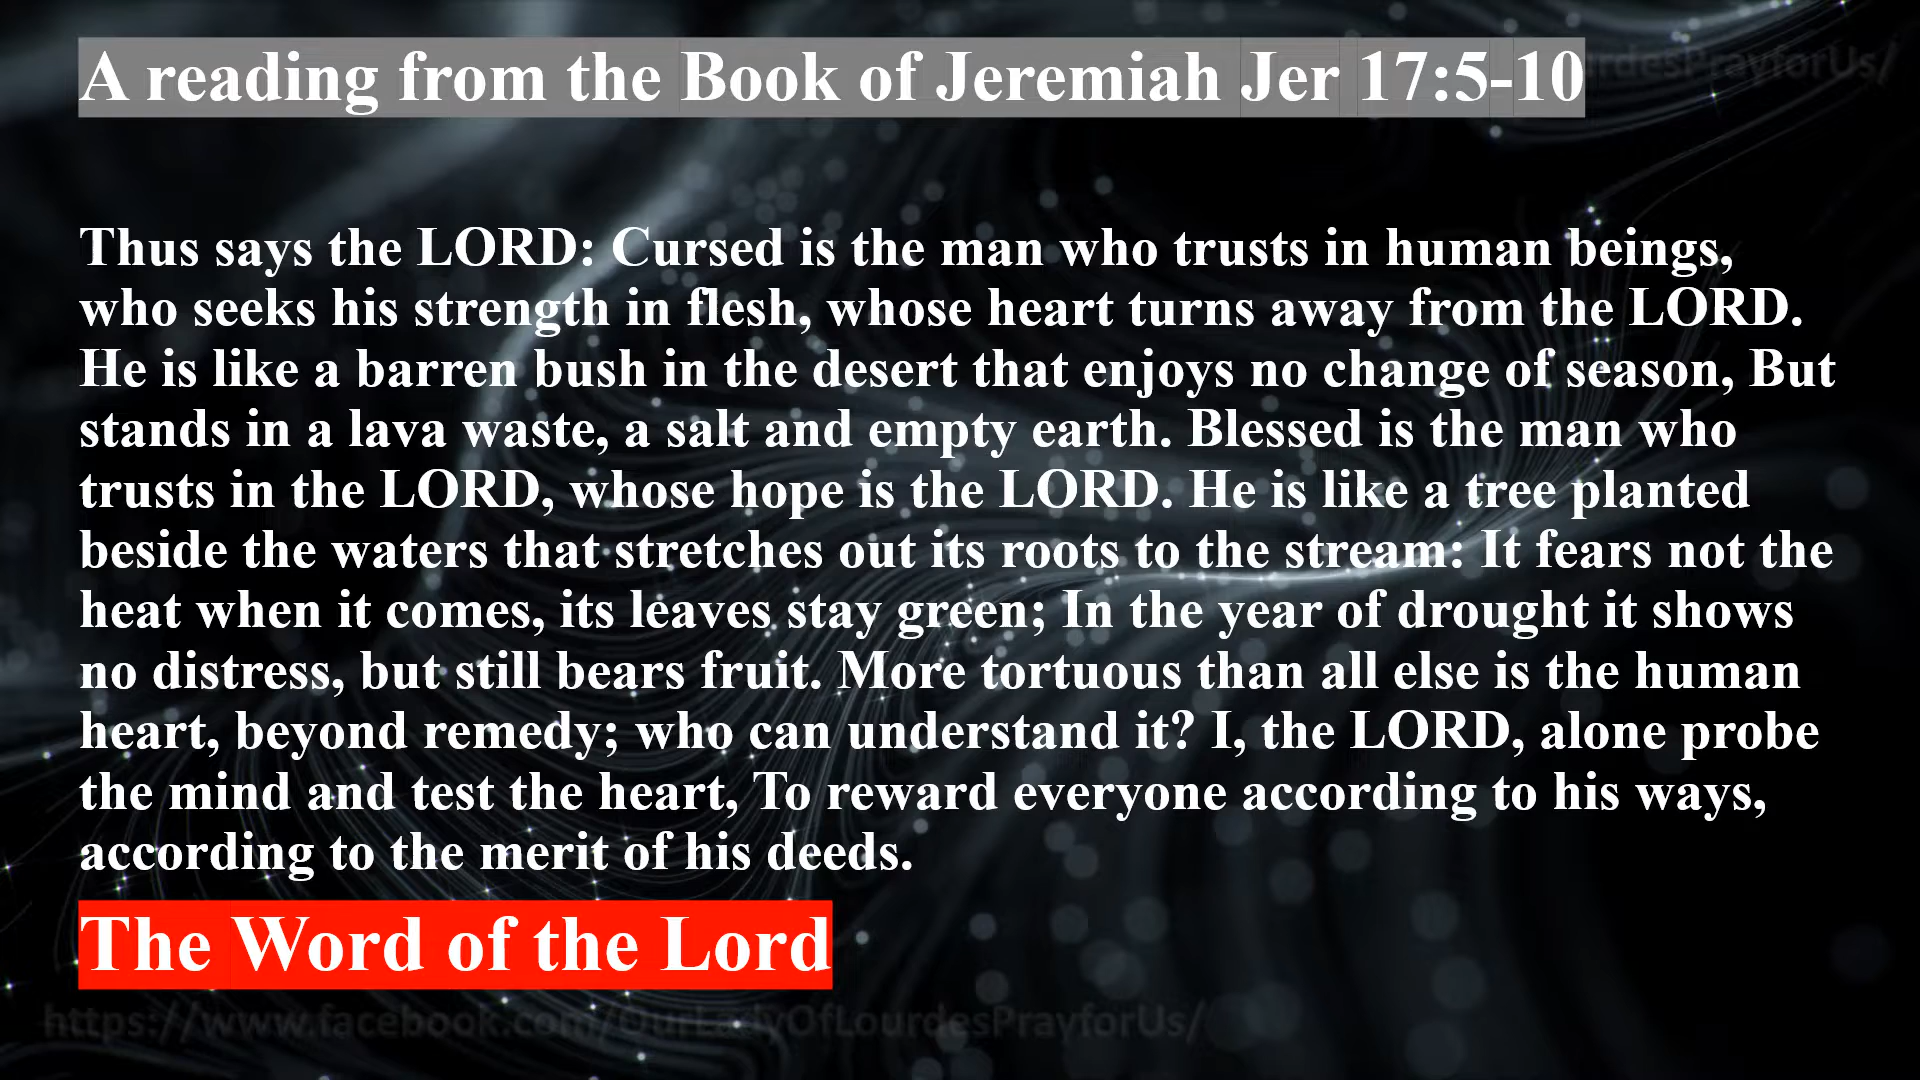 A reading from the Book of Jeremiah Jer 17:5-10
rdesPrayforUs/
Thus says the LORD: Cursed is the man who trusts in human beings,
who seeks his strength in flesh, whose heart turns away from the LORD.
He is like a barren bush in the desert that enjoys no change of season, But
stands in a lava waste, a salt and empty earth. Blessed is the man who
trusts in the LORD, whose hope is the LORD. He is like a tree planted
beside the waters that stretches out its roots to the stream: It fears not the
heat when it comes, its leaves stay green; In the year of drought it shows
no distress, but still bears fruit. More tortuous than all else is the human
heart, beyond remedy; who can understand it? I, the LORD, alone probe
the mind and test the heart, To reward everyone according to his ways,
according to the merit of his deeds.
The Word of the Lord
https://www.facebook.com/OurLadyOfLourdesPrayforUs/